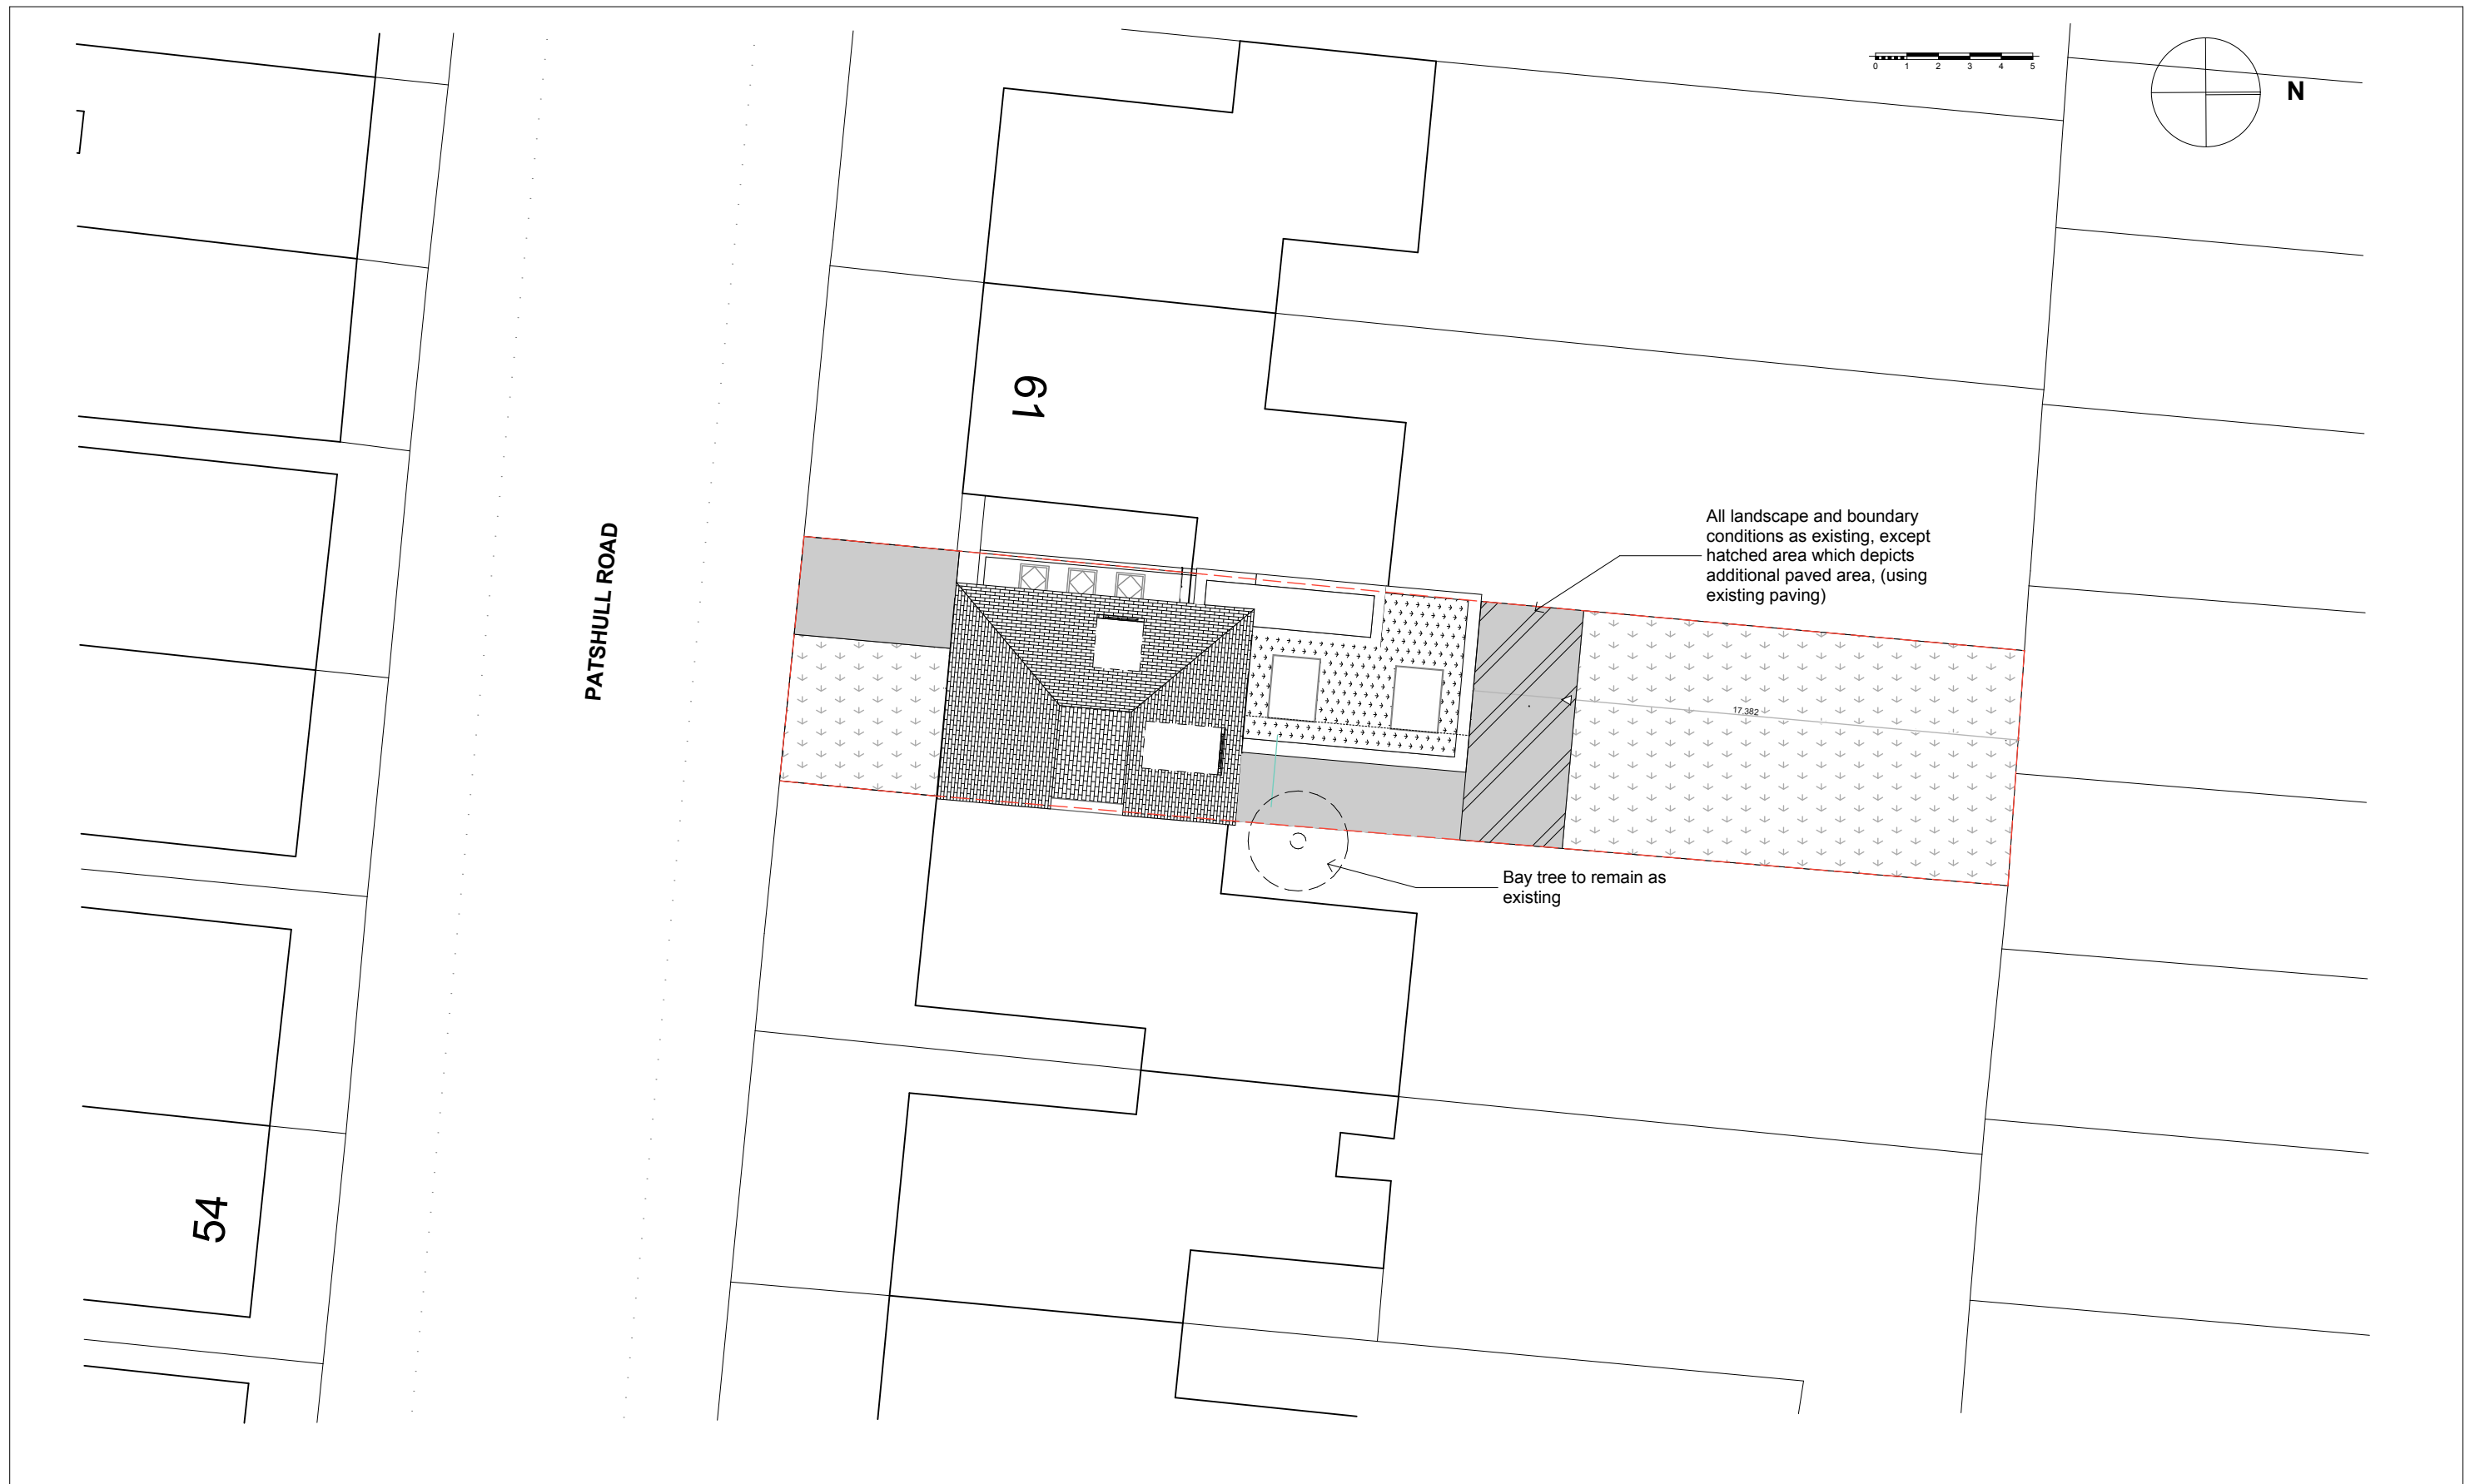 0 1 2 3 4 5
N
61
PATSHULL ROAD
All landscape and boundary
conditions as existing, except
hatched area which depicts
additional paved area, (using
existing paving)
17.382
Bay tree to remain as
existing
54